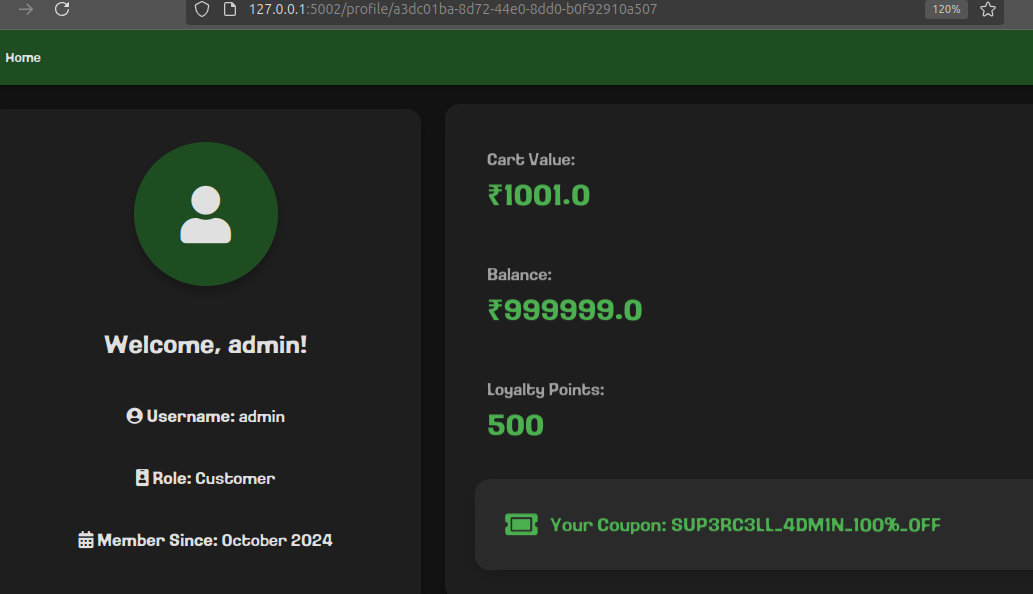 127.0.0.1:5002/profile/a3dc01ba-8d72-44e0-8dd0-b0f92910a507
120%
Home
Welcome, admin!
Username: admin
Role: Customer
Member Since: October 2024
Cart Value:
₹1001.0
Balance:
₹999999.0
Loyalty Points:
500
Your Coupon: SUP3RC3LL_4DM1N_100%_OFF